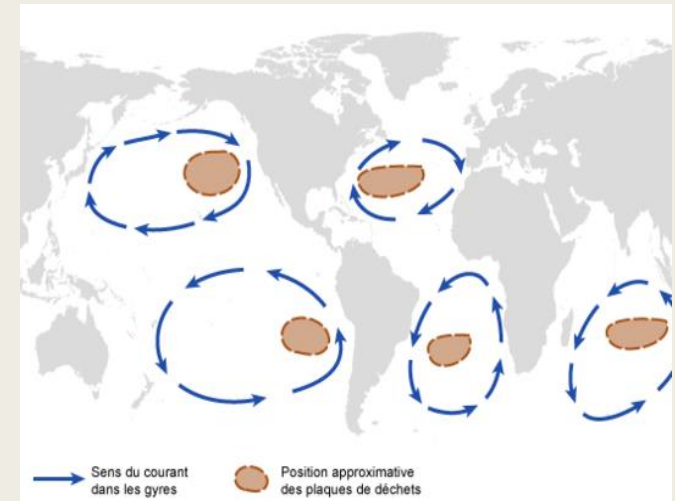 Sens du courant
dans les gyres
Position approximative
des plaques de déchets